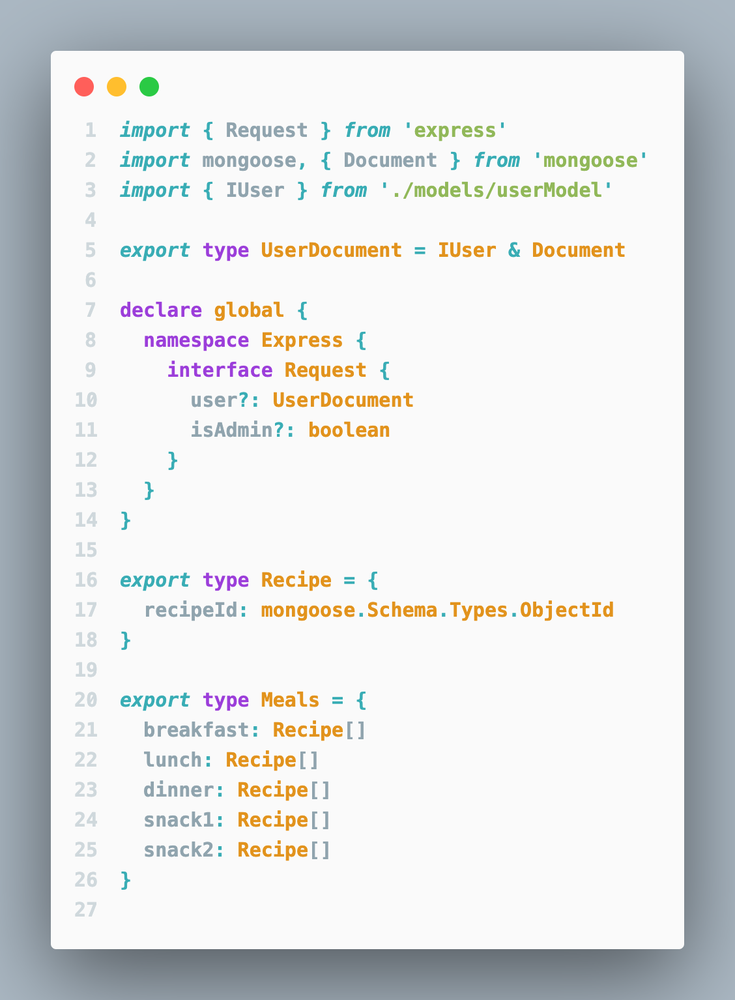 1 import { Request } from 'express'
2 import mongoose, { Document } from 'mongoose'
3 import { IUser } from './models/userModel'
4
5 export type UserDocument = IUser & Document
6
7 declare global {
8   namespace Express {
9     interface Request {
10       user?: UserDocument
11       isAdmin?: boolean
12     }
13   }
14 }
15
16 export type Recipe = {
17   recipeId: mongoose.Schema.Types.ObjectId
18 }
19
20 export type Meals = {
21   breakfast: Recipe[]
22   lunch: Recipe[]
23   dinner: Recipe[]
24   snack1: Recipe[]
25   snack2: Recipe[]
26 }
27